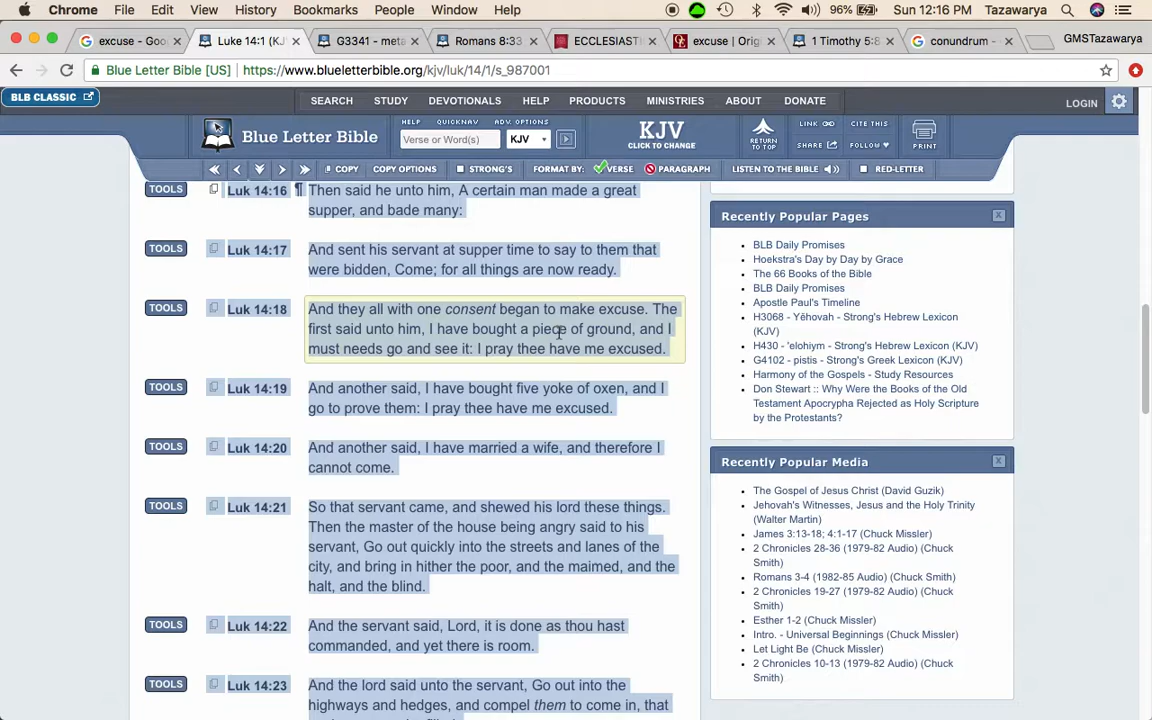 Chrome File Edit View History Bookmarks People Window Help 96% Sun 12:16 PM Tazawarya
excuse - Goo Luke 14:1 (KJ G3341 - meta Romans 8:33 ECCLESIAST excuse | Origi 1 Timothy 5:8 conundrum - GMSTazawarya
Blue Letter Bible [US] https://www.blueletterbible.org/kjv/luk/14/1/s_987001
BLB CLASSIC
SEARCH STUDY DEVOTIONALS HELP PRODUCTS MINISTRIES ABOUT DONATE LOGIN
Blue Letter Bible
HELP QUICKNAV ADV. OPTIONS
Verse or Word(s) KJV
KJV
CLICK TO CHANGE
RETURN
TO TOP
LINK CITE THIS
SHARE FOLLOW
PRINT
COPY COPY OPTIONS STRONG'S FORMAT BY: VERSE PARAGRAPH LISTEN TO THE BIBLE RED-LETTER
TOOLS Luk 14:16 ¶ Then said he unto him, A certain man made a great
supper, and bade many:
TOOLS Luk 14:17 And sent his servant at supper time to say to them that
were bidden, Come; for all things are now ready.
TOOLS Luk 14:18 And they all with one consent began to make excuse. The
first said unto him, I have bought a piece of ground, and I
must needs go and see it: I pray thee have me excused.
TOOLS Luk 14:19 And another said, I have bought five yoke of oxen, and I
go to prove them: I pray thee have me excused.
TOOLS Luk 14:20 And another said, I have married a wife, and therefore I
cannot come.
TOOLS Luk 14:21 So that servant came, and shewed his lord these things.
Then the master of the house being angry said to his
servant, Go out quickly into the streets and lanes of the
city, and bring in hither the poor, and the maimed, and the
halt, and the blind.
TOOLS Luk 14:22 And the servant said, Lord, it is done as thou hast
commanded, and yet there is room.
TOOLS Luk 14:23 And the lord said unto the servant, Go out into the
highways and hedges, and compel them to come in, that
Recently Popular Pages
BLB Daily Promises
Hoekstra's Day by Day by Grace
The 66 Books of the Bible
BLB Daily Promises
Apostle Paul's Timeline
H3068 - Yĕhovah - Strong's Hebrew Lexicon
(KJV)
H430 - 'elohiym - Strong's Hebrew Lexicon (KJV)
G4102 - pistis - Strong's Greek Lexicon (KJV)
Harmony of the Gospel - Study Resources
Don Stewart :: Why Were the Books of the Old
Testament Apocrypha Rejected as Holy Scripture
by the Protestants?
Recently Popular Media
The Gospel of Jesus Christ (David Guzik)
Jehovah's Witnesses, Jesus and the Holy Trinity
(Walter Martin)
James 3:13-18; 4:1-17 (Chuck Missler)
2 Chronicles 28-36 (1979-82 Audio) (Chuck
Smith)
Romans 3-4 (1982-85 Audio) (Chuck Smith)
2 Chronicles 19-27 (1979-82 Audio) (Chuck
Smith)
Esther 1-2 (Chuck Missler)
Intro. - Universal Beginnings (Chuck Missler)
Let Light Be (Chuck Missler)
2 Chronicles 10-13 (1979-82 Audio) (Chuck
Smith)